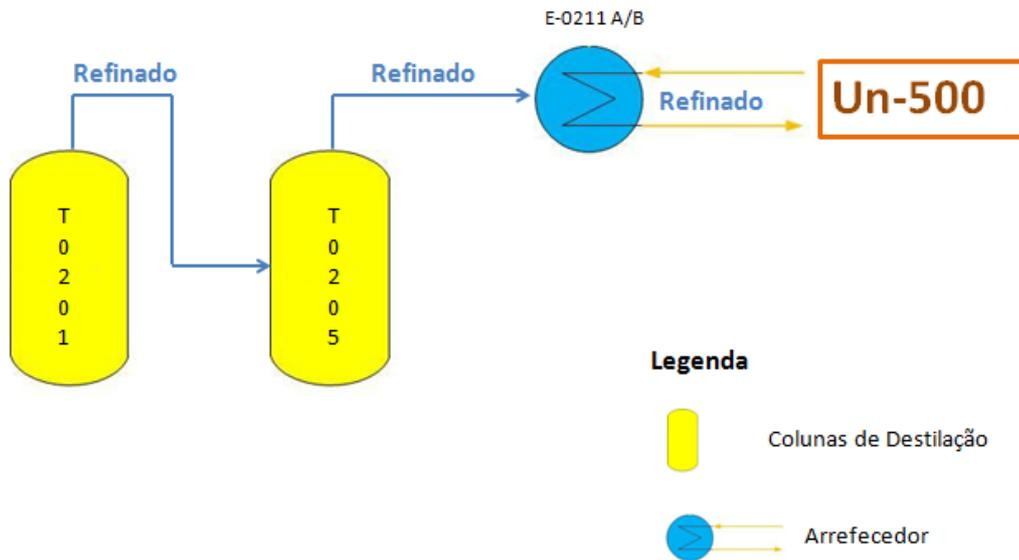 E-0211 A/B
Refinado
Refinado
Refinado
Un-500
T
0
2
0
1
T
0
2
0
5
Legenda
Colunas de Destilação
Arrefecedor